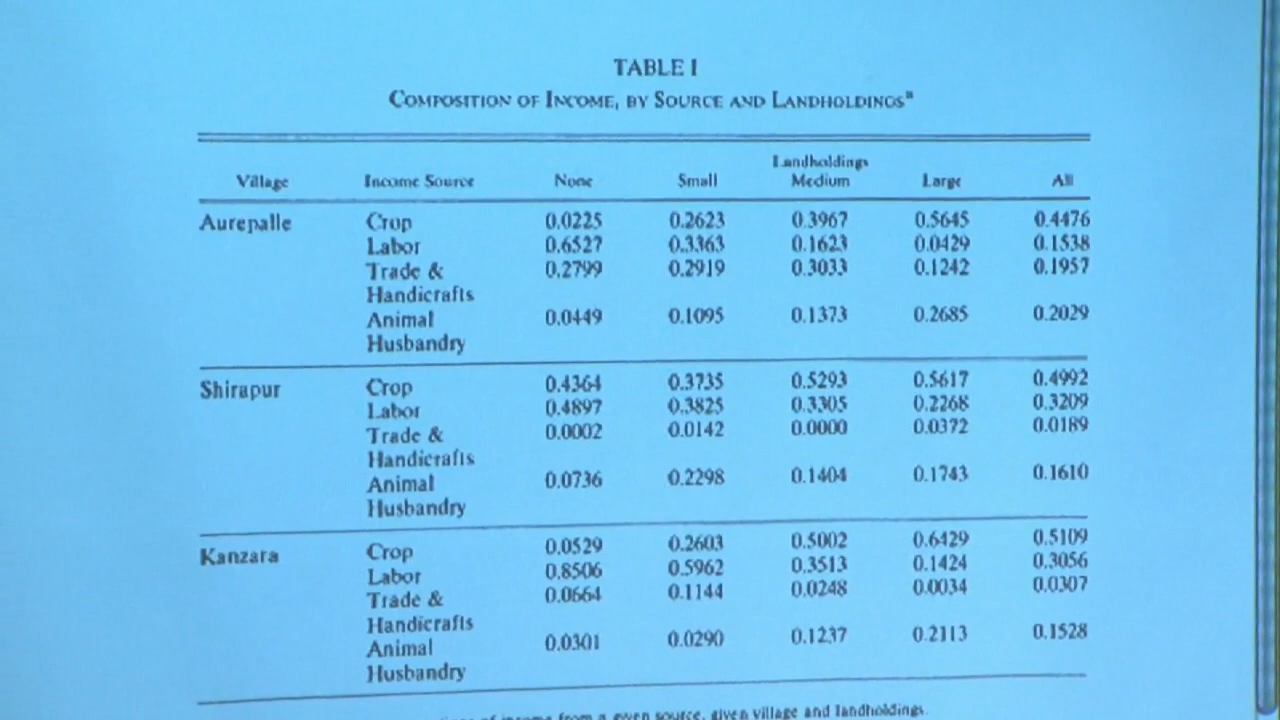 TABLE I
COMPOSITION OF INCOME, BY SOURCE AND LANDHOLDINGSa
Landholdings
Village Income Source None Small Medium Large All
Aurepalle Crop 0.0225 0.2623 0.3967 0.5645 0.4476
Labor 0.6527 0.3363 0.1623 0.0429 0.1538
Trade & 0.2799 0.2919 0.3033 0.1242 0.1957
Handicrafts
Animal 0.0449 0.1095 0.1373 0.2685 0.2029
Husbandry
Shirapur Crop 0.4364 0.3735 0.5293 0.5617 0.4992
Labor 0.4897 0.3825 0.3305 0.2268 0.3209
Trade & 0.0002 0.0142 0.0000 0.0372 0.0189
Handicrafts
Animal 0.0736 0.2298 0.1404 0.1743 0.1610
Husbandry
Kanzara Crop 0.0529 0.2603 0.5002 0.6429 0.5109
Labor 0.8506 0.5962 0.3513 0.1424 0.3056
Trade & 0.0664 0.1144 0.0248 0.0034 0.0307
Handicrafts
Animal 0.0301 0.0290 0.1237 0.2113 0.1528
Husbandry
of income from a given source, given village and landholdings.